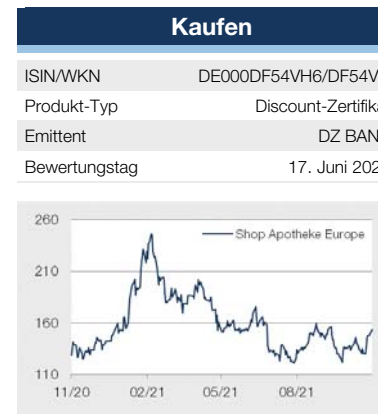 Kaufen
ISIN/WKN DE000DF54VH6/DF54V
Produkt-Typ Discount-Zertifik
Emittent DZ BAN
Bewertungstag 17. Juni 202
260
Shop Apotheke Europe
210
160
110
11/20 02/21 05/21 08/21